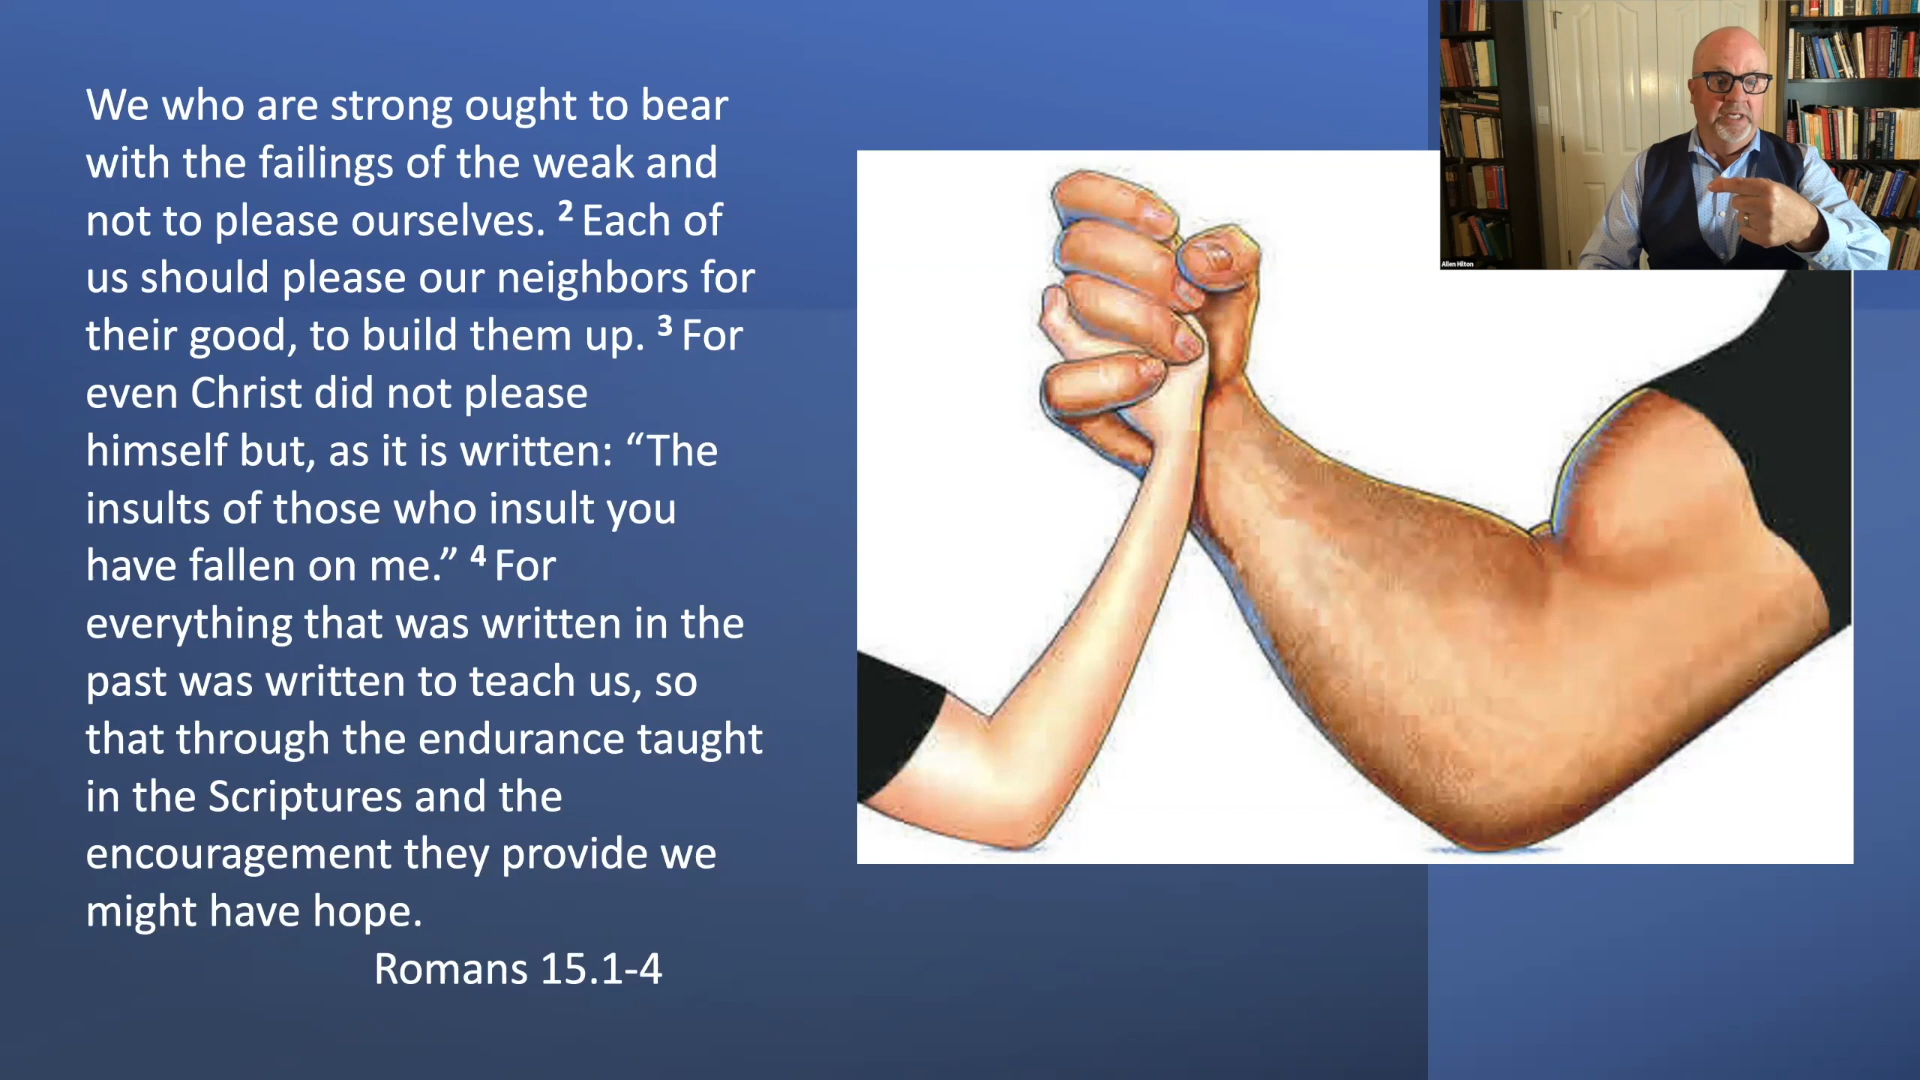 We who are strong ought to bear
with the failings of the weak and
not to please ourselves. 2 Each of
us should please our neighbors for
their good, to build them up. 3 For
even Christ did not please
himself but, as it is written: “The
insults of those who insult you
have fallen on me.” 4 For
everything that was written in the
past was written to teach us, so
that through the endurance taught
in the Scriptures and the
encouragement they provide we
might have hope.
Romans 15.1-4
Allen Hilton